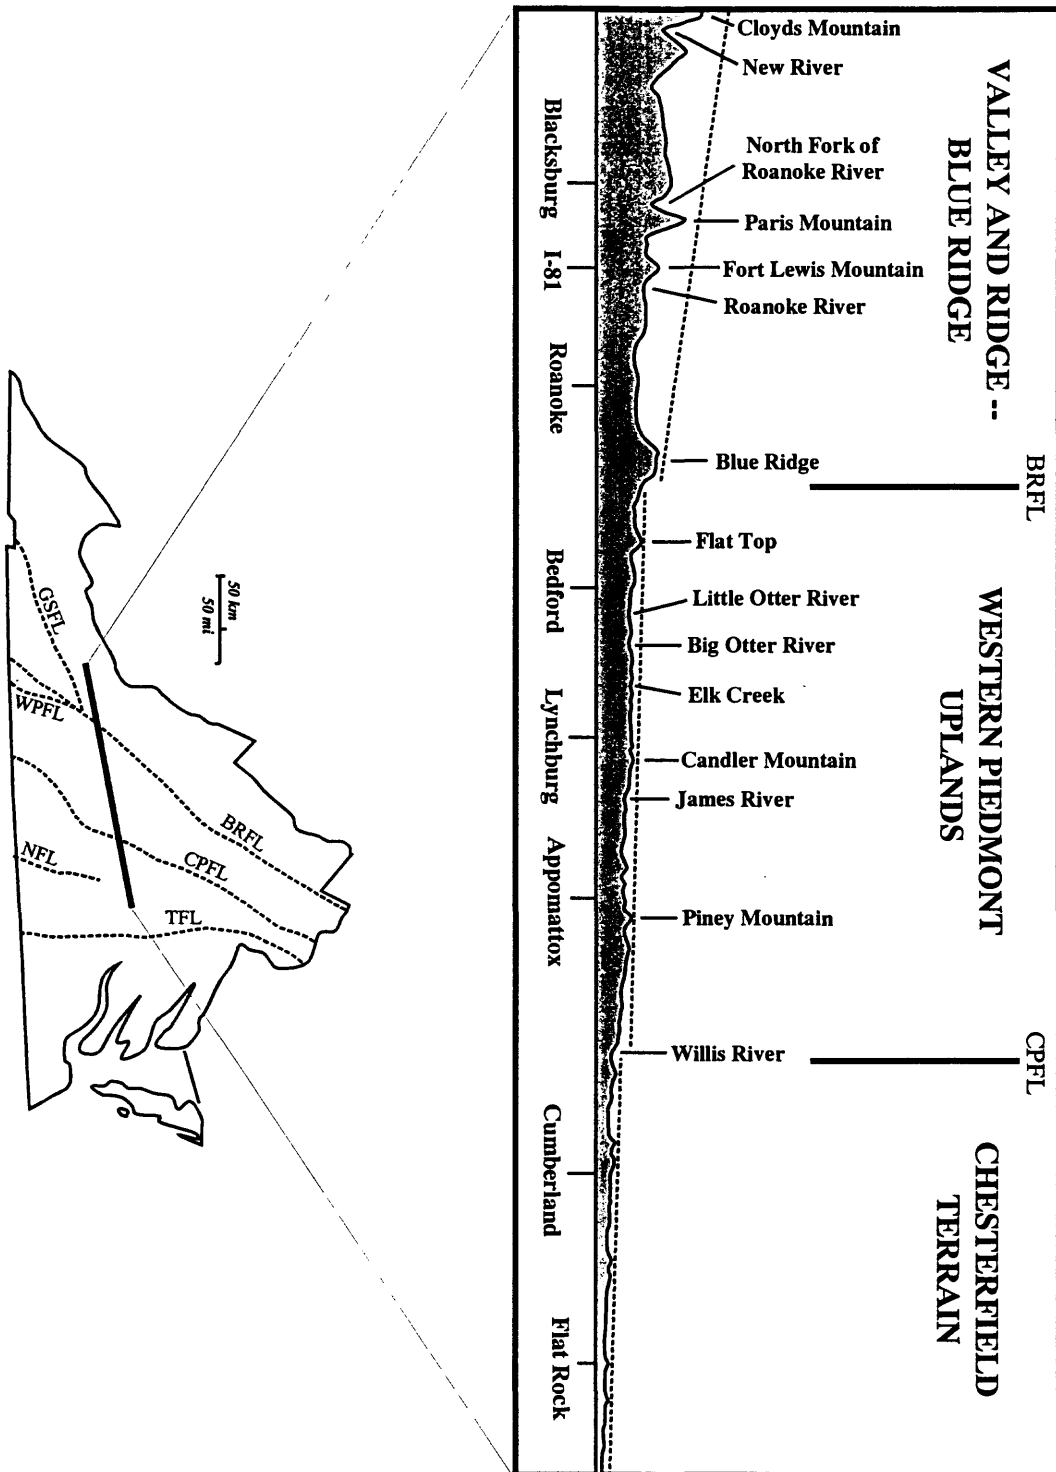 VALLEY AND RIDGE --
BLUE RIDGE
BRFL
WESTERN PIEDMONT
UPLANDS
CPFL
CHESTERFIELD
TERRAIN
Cloyds Mountain
New River
North Fork of
Roanoke River
Paris Mountain
Fort Lewis Mountain
Roanoke River
Blue Ridge
Flat Top
Little Otter River
Big Otter River
Elk Creek
Candler Mountain
James River
Piney Mountain
Willis River
Blacksburg
I-81
Roanoke
Bedford
Lynchburg
Appomattox
Cumberland
Flat Rock
50 km
50 mi
GSFL
WPFL
BRFL
CPFL
NFL
TFL